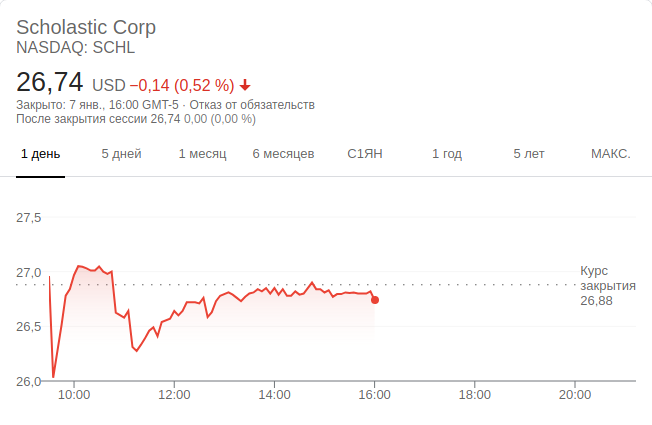 Scholastic Corp
NASDAQ: SCHL
26,74 USD −0,14 (0,52 %)
Закрыто: 7 янв., 16:00 GMT-5 · Отказ от обязательств
После закрытия сессии 26,74 0,00 (0,00 %)
1 день 5 дней 1 месяц 6 месяцев С1ЯН 1 год 5 лет МАКС.
27,5
27,0
26,5
26,0
Курс
закрытия
26,88
10:00 12:00 14:00 16:00 18:00 20:00